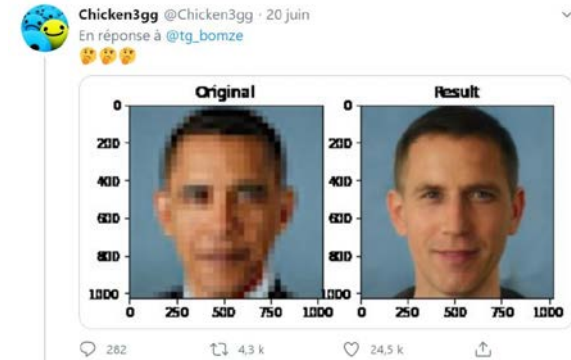 Chicken3gg @Chicken3gg · 20 juin
En réponse à @tg_bomze
🤔🤔🤔
Original Result
0 0
200 200
400 400
600 600
800 800
1000 1000
0 250 500 750 1000 0 250 500 750 1000
282 4,3 k 24,5 k